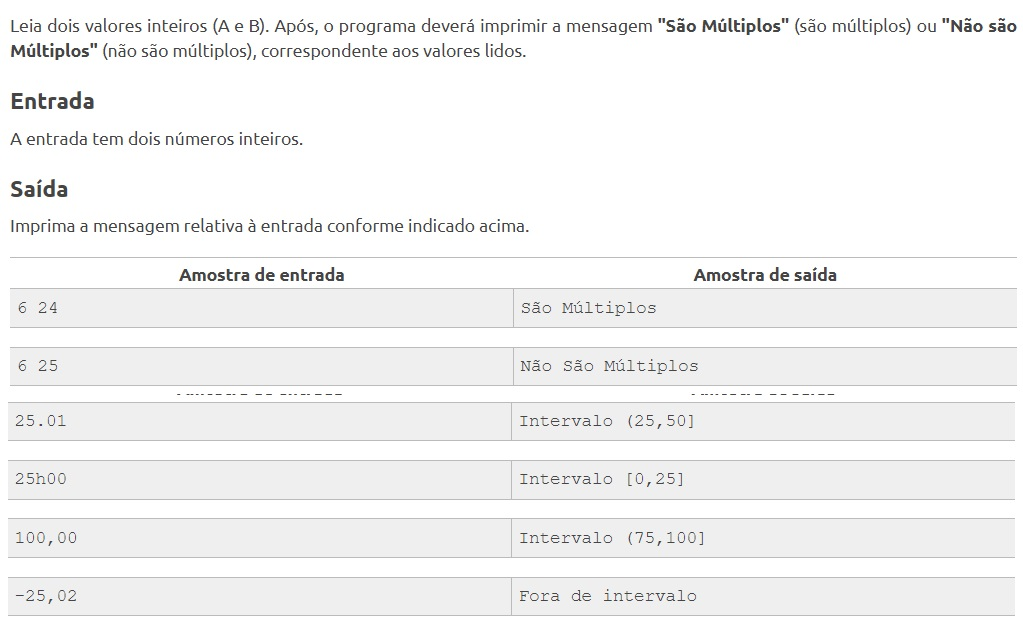 Leia dois valores inteiros (A e B). Após, o programa deverá imprimir a mensagem "São Múltiplos" (são múltiplos) ou "Não são
Múltiplos" (não são múltiplos), correspondente aos valores lidos.
Entrada
A entrada tem dois números inteiros.
Saída
Imprima a mensagem relativa à entrada conforme indicado acima.
Amostra de entrada Amostra de saída
6 24 São Múltiplos
6 25 Não São Múltiplos
25.01 Intervalo (25,50]
25h00 Intervalo [0,25]
100,00 Intervalo (75,100]
-25,02 Fora de intervalo